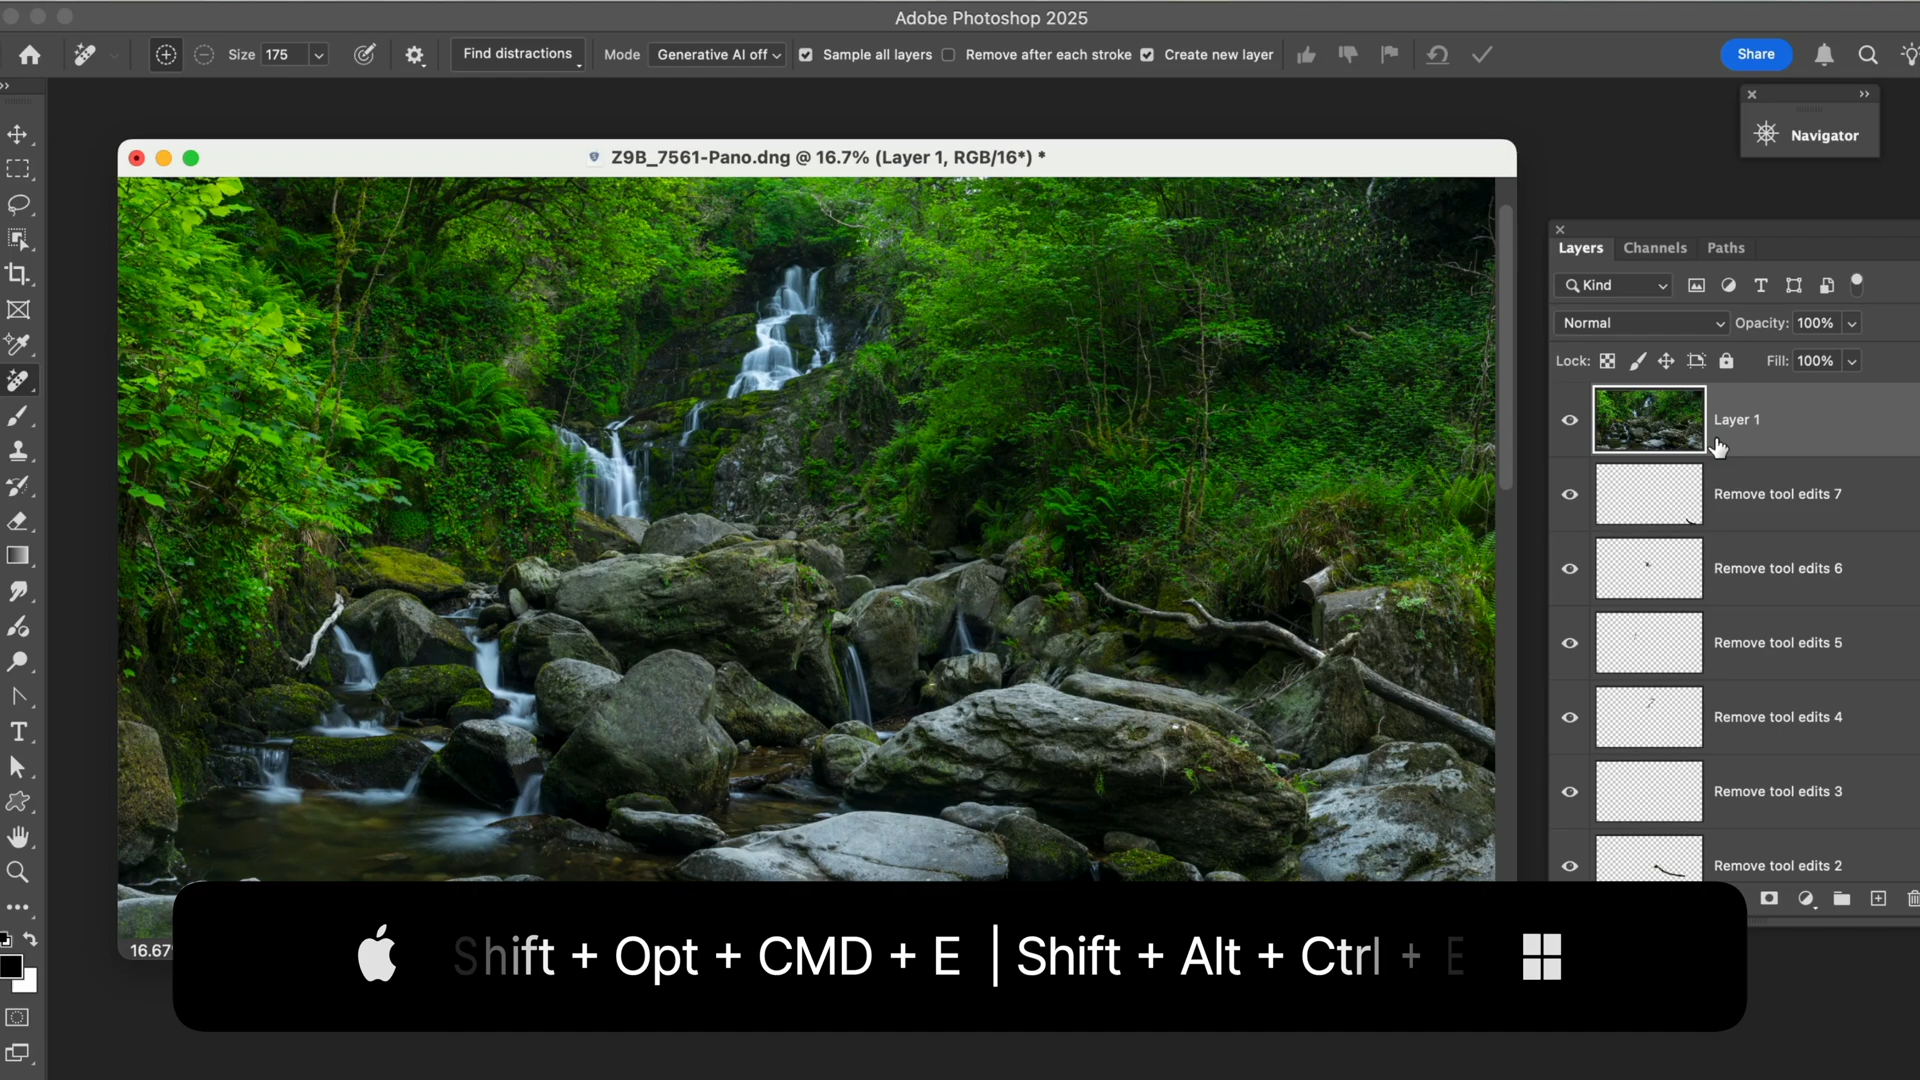 Adobe Photoshop 2025
Size 175 Find distractions Mode Generative AI off Sample all layers Remove after each stroke Create new layer Share
Navigator
Z9B_7561-Pano.dng @ 16.7% (Layer 1, RGB/16*) *
Layers Channels Paths
Kind
Normal Opacity: 100%
Lock: Fill: 100%
Layer 1
Remove tool edits 7
Remove tool edits 6
Remove tool edits 5
Remove tool edits 4
Remove tool edits 3
Remove tool edits 2
16.67
Shift + Opt + CMD + E | Shift + Alt + Ctrl + E